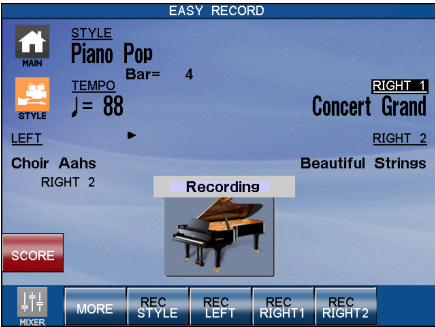 EASY RECORD
MAIN
STYLE
Piano Pop
Bar= 4
STYLE
TEMPO
♩= 88
RIGHT 1
Concert Grand
LEFT
RIGHT 2
Choir Aahs
Beautiful Strings
RIGHT 2
Recording
SCORE
MIXER
MORE
REC STYLE
REC LEFT
REC RIGHT1
REC RIGHT2